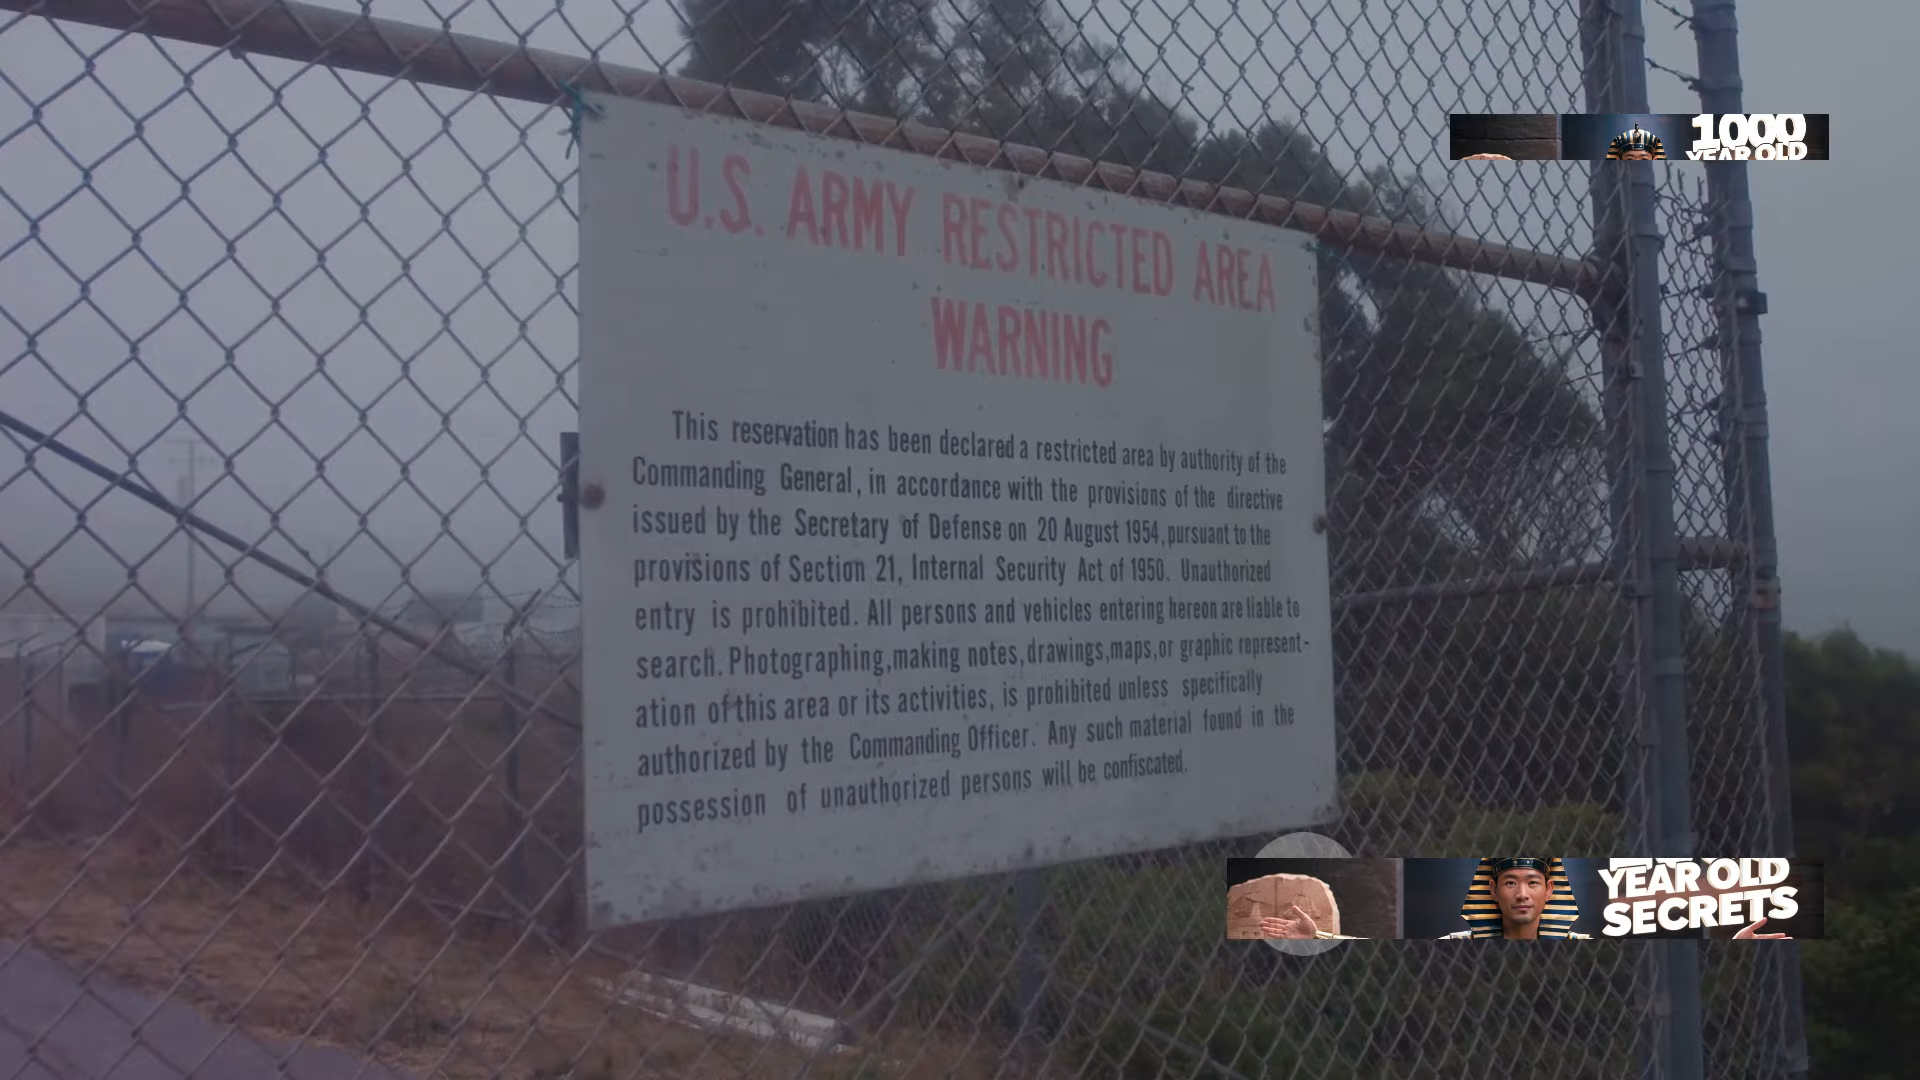 U.S. ARMY RESTRICTED AREA
WARNING
This reservation has been declared a restricted area by authority of the
Commanding General, in accordance with the provisions of the directive
issued by the Secretary of Defense on 20 August 1954, pursuant to the
provisions of Section 21, Internal Security Act of 1950. Unauthorized
entry is prohibited. All persons and vehicles entering hereon are liable to
search. Photographing, making notes, drawings, maps, or graphic represent-
ation of this area or its activities, is prohibited unless specifically
authorized by the Commanding Officer. Any such material found in the
possession of unauthorized persons will be confiscated.
1000
YEAR OLD
YEAR OLD
SECRETS